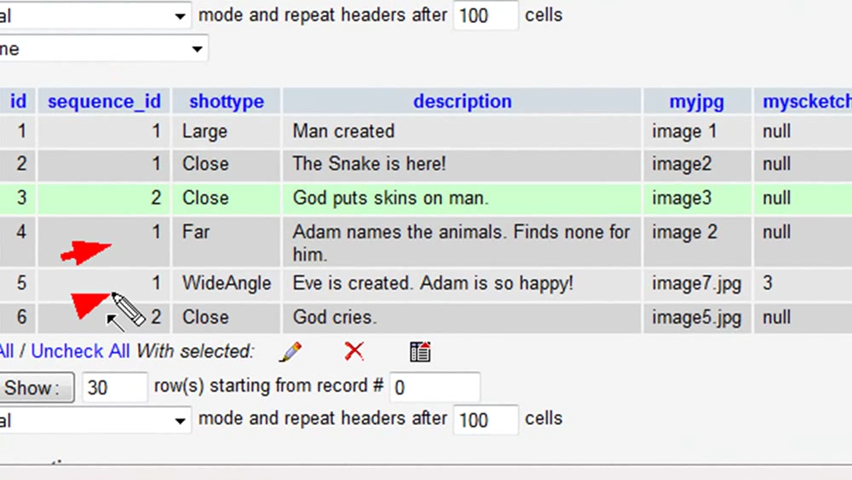 al mode and repeat headers after 100 cells
ne
id sequence_id shottype description myjpg myscketch
1 1 Large Man created image 1 null
2 1 Close The Snake is here! image2 null
3 2 Close God puts skins on man. image3 null
4 1 Far Adam names the animals. Finds none for image 2 null
him.
5 1 WideAngle Eve is created. Adam is so happy! image7.jpg 3
6 2 Close God cries. image5.jpg null
All / Uncheck All With selected:
Show : 30 row(s) starting from record # 0
al mode and repeat headers after 100 cells